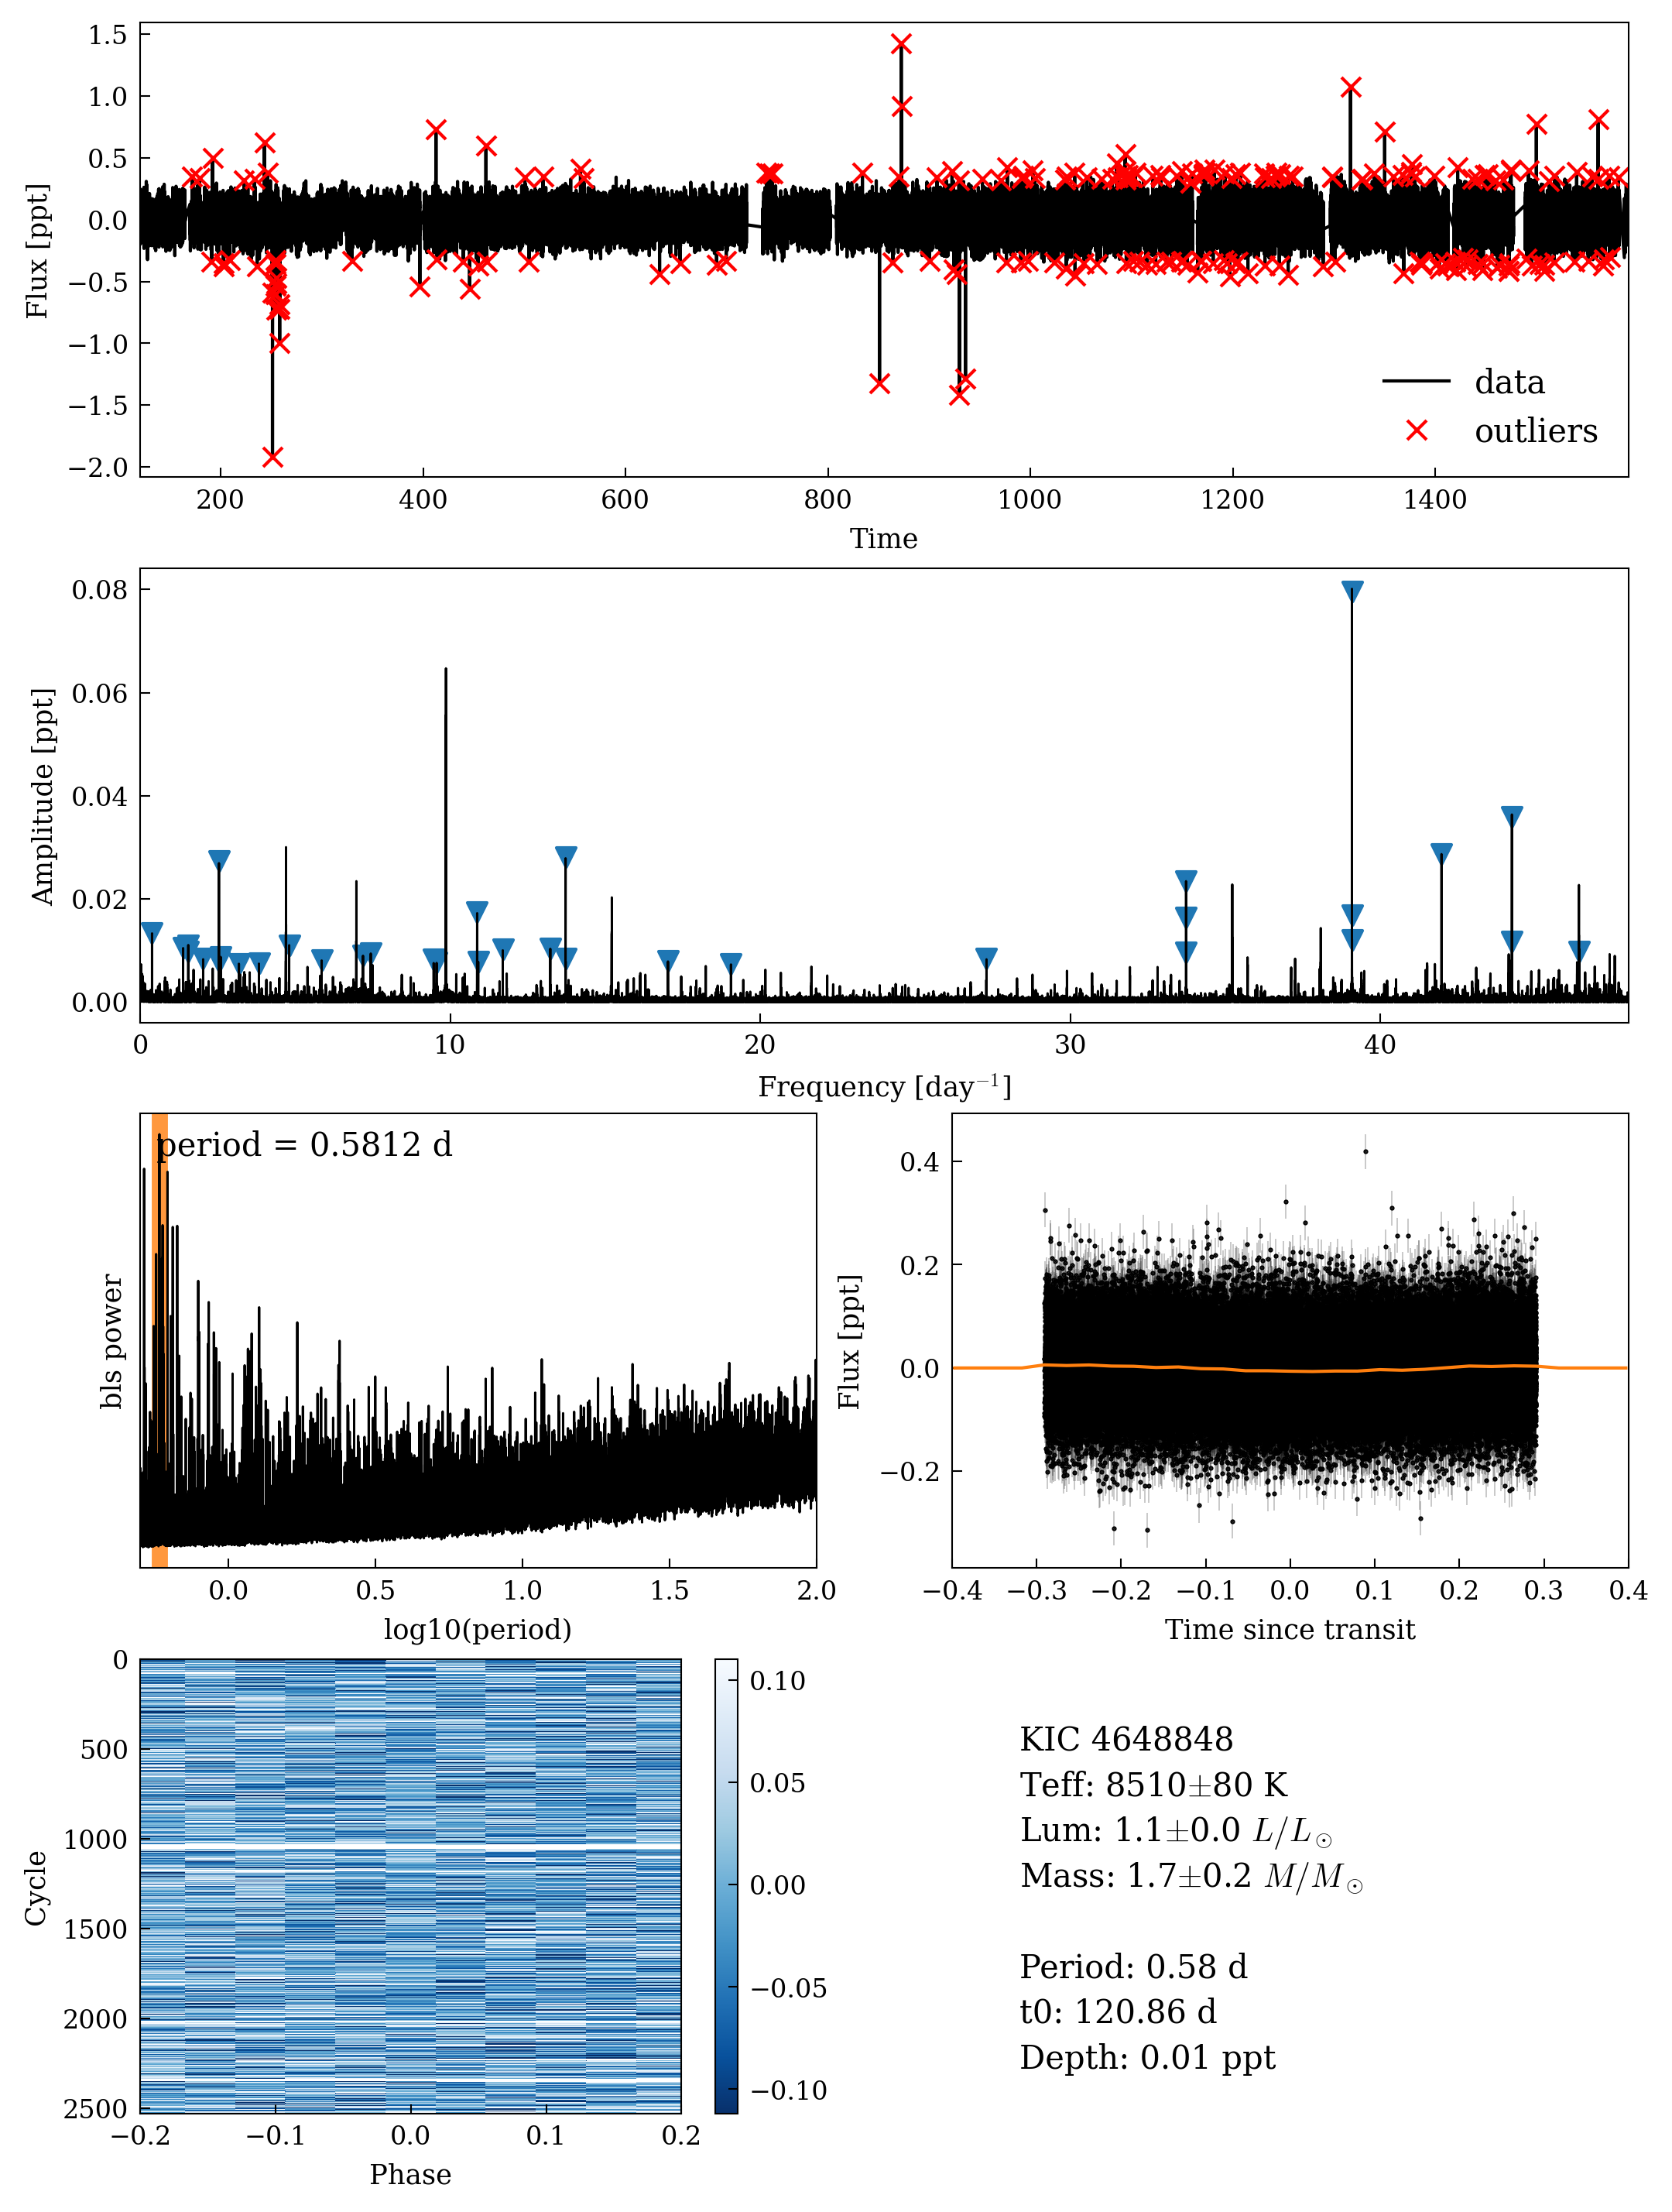 1.5
1.0
0.5
0.0
−0.5
−1.0
−1.5
−2.0
Flux [ppt]
data
outliers
200 400 600 800 1000 1200 1400
Time
0.08
0.06
0.04
0.02
0.00
Amplitude [ppt]
0 10 20 30 40
Frequency [day⁻¹]
period = 0.5812 d
bls power
0.0 0.5 1.0 1.5 2.0
log10(period)
0.4
0.2
0.0
−0.2
Flux [ppt]
−0.4 −0.3 −0.2 −0.1 0.0 0.1 0.2 0.3 0.4
Time since transit
0
500
1000
1500
2000
2500
Cycle
−0.2 −0.1 0.0 0.1 0.2
Phase
0.10
0.05
0.00
−0.05
−0.10
KIC 4648848
Teff: 8510±80 K
Lum: 1.1±0.0 L/L⊙
Mass: 1.7±0.2 M/M⊙
Period: 0.58 d
t0: 120.86 d
Depth: 0.01 ppt